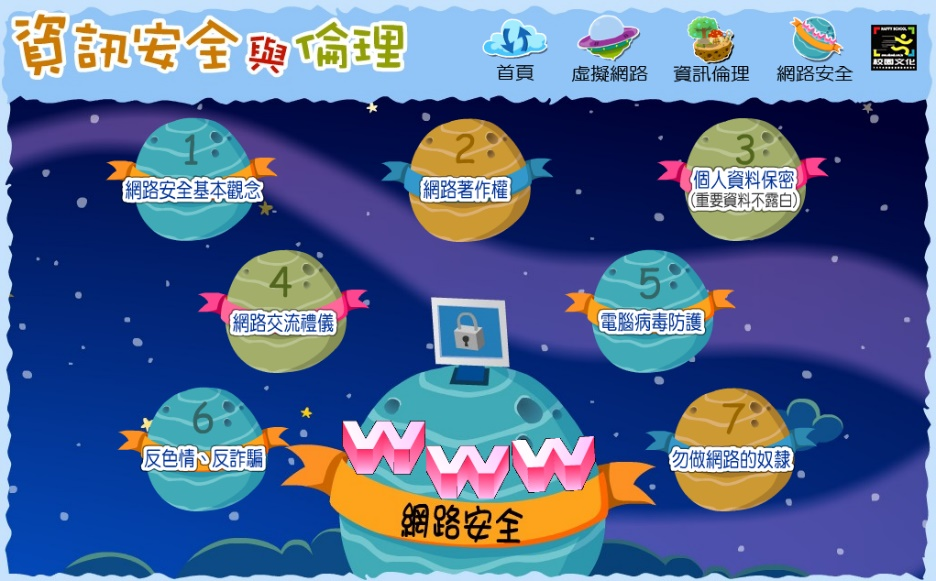 資訊安全與倫理
首頁 虛擬網路 資訊倫理 網路安全
HAPPY SCHOOL
校園文化
1
網路安全基本觀念
2
網路著作權
3
個人資料保密
(重要資料不露白)
4
網路交流禮儀
5
電腦病毒防護
6
反色情、反詐騙
7
勿做網路的奴隸
WWW
網路安全